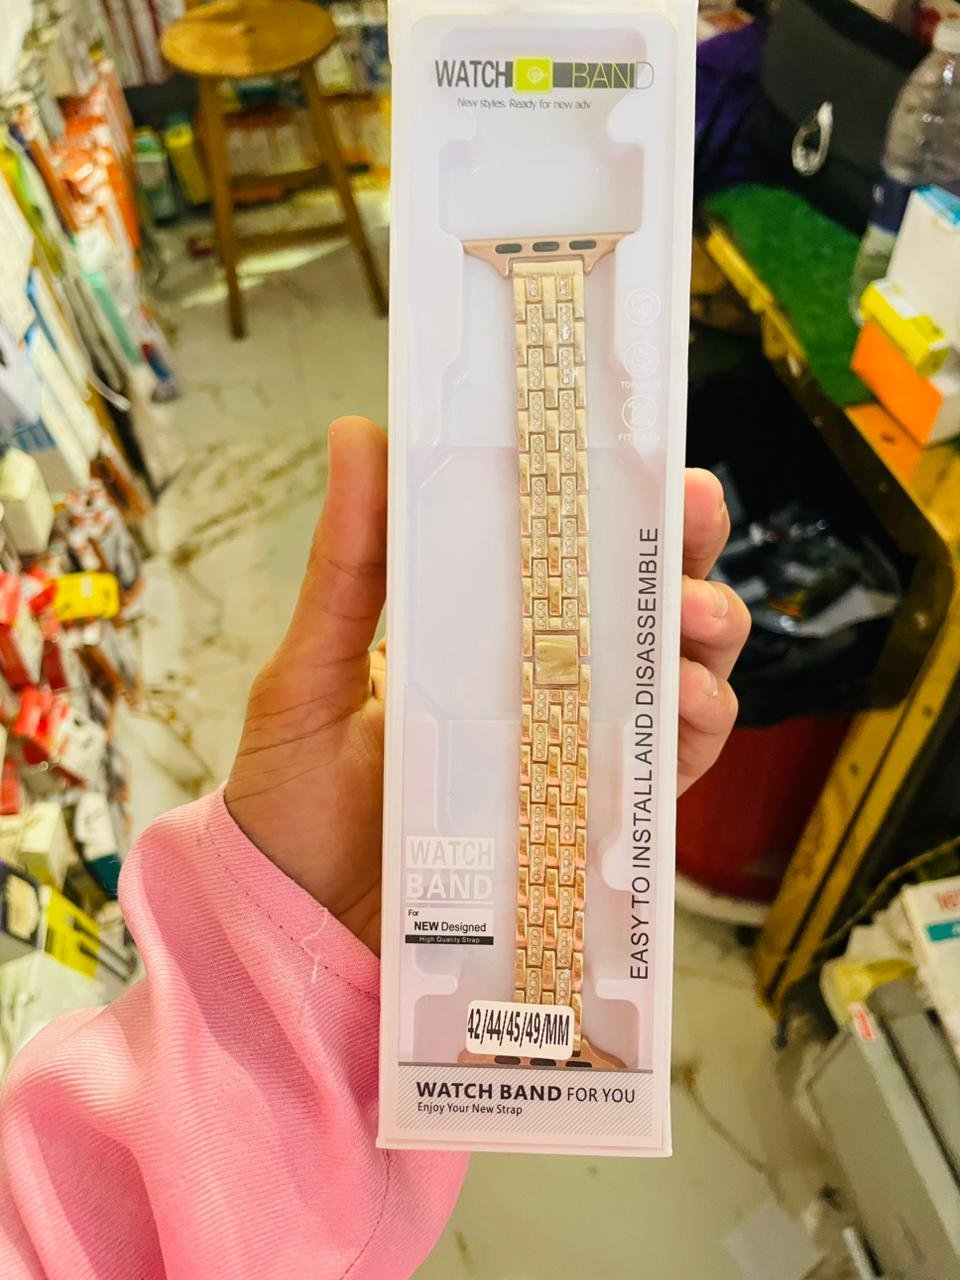 WATCH BAND
New styles. Ready for new adv
EASY TO INSTALL AND DISASSEMBLE
WATCH
BAND
For
NEW Designed
High Quality Strap
42/44/45/49/MM
WATCH BAND FOR YOU
Enjoy Your New Strap